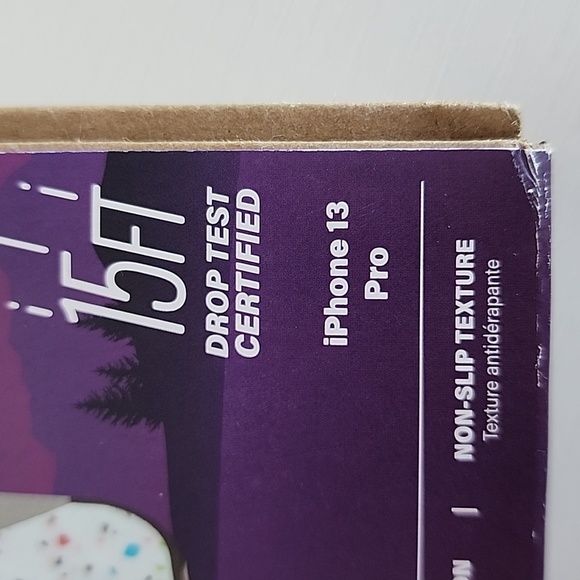 15FT
DROP TEST
CERTIFIED
iPhone 13
Pro
NON-SLIP TEXTURE
Texture antidérapante
|